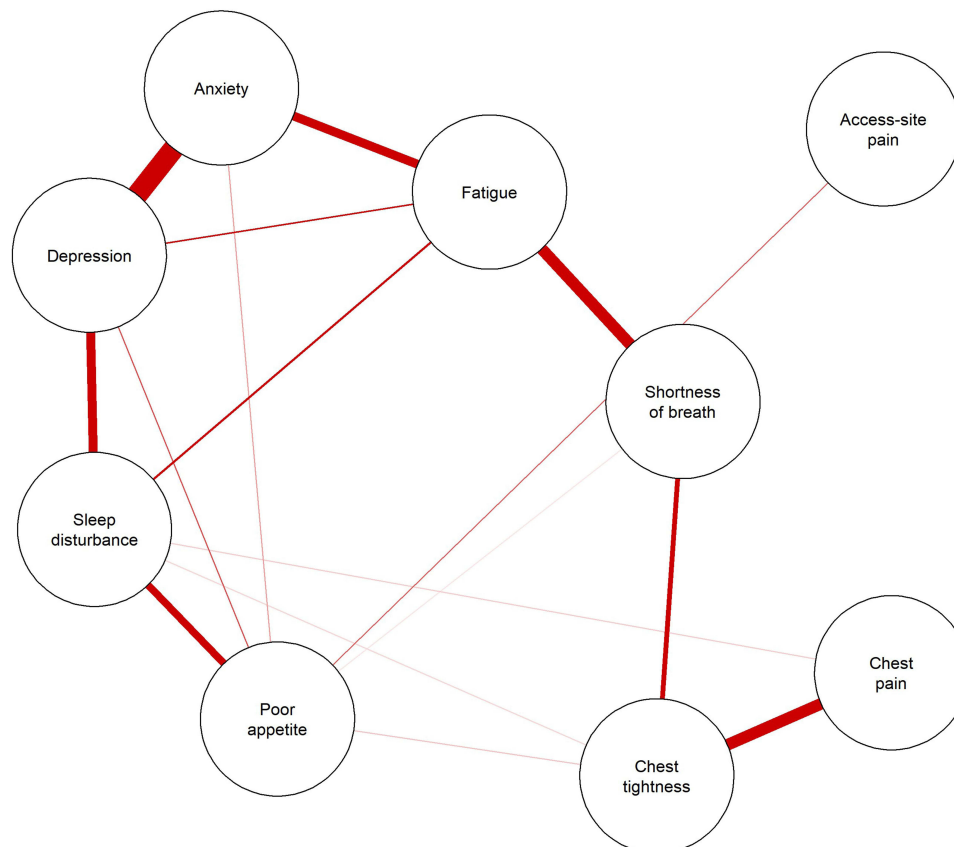 Anxiety
Access-site
pain
Fatigue
Depression
Shortness
of breath
Sleep
disturbance
Chest
pain
Poor
appetite
Chest
tightness